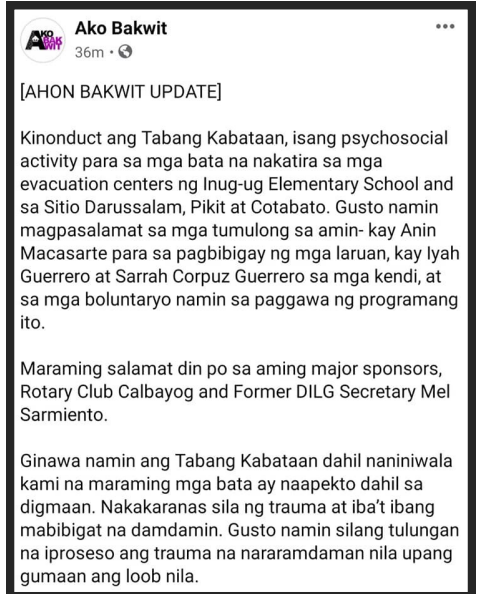 AKO
BAK
WIT
Ako Bakwit
36m
[AHON BAKWIT UPDATE]
Kinonduct ang Tabang Kabataan, isang psychosocial
activity para sa mga bata na nakatira sa mga
evacuation centers ng Inug-ug Elementary School and
sa Sitio Darussalam, Pikit at Cotabato. Gusto namin
magpasalamat sa mga tumulong sa amin- kay Anin
Macasarte para sa pagbibigay ng mga laruan, kay Iyah
Guerrero at Sarrah Corpuz Guerrero sa mga kendi, at
sa mga boluntaryo namin sa paggawa ng programang
ito.
Maraming salamat din po sa aming major sponsors,
Rotary Club Calbayog and Former DILG Secretary Mel
Sarmiento.
Ginawa namin ang Tabang Kabataan dahil naniniwala
kami na maraming mga bata ay naapekto dahil sa
digmaan. Nakakaranas sila ng trauma at iba't ibang
mabibigat na damdamin. Gusto namin silang tulungan
na iproseso ang trauma na nararamdaman nila upang
gumaan ang loob nila.